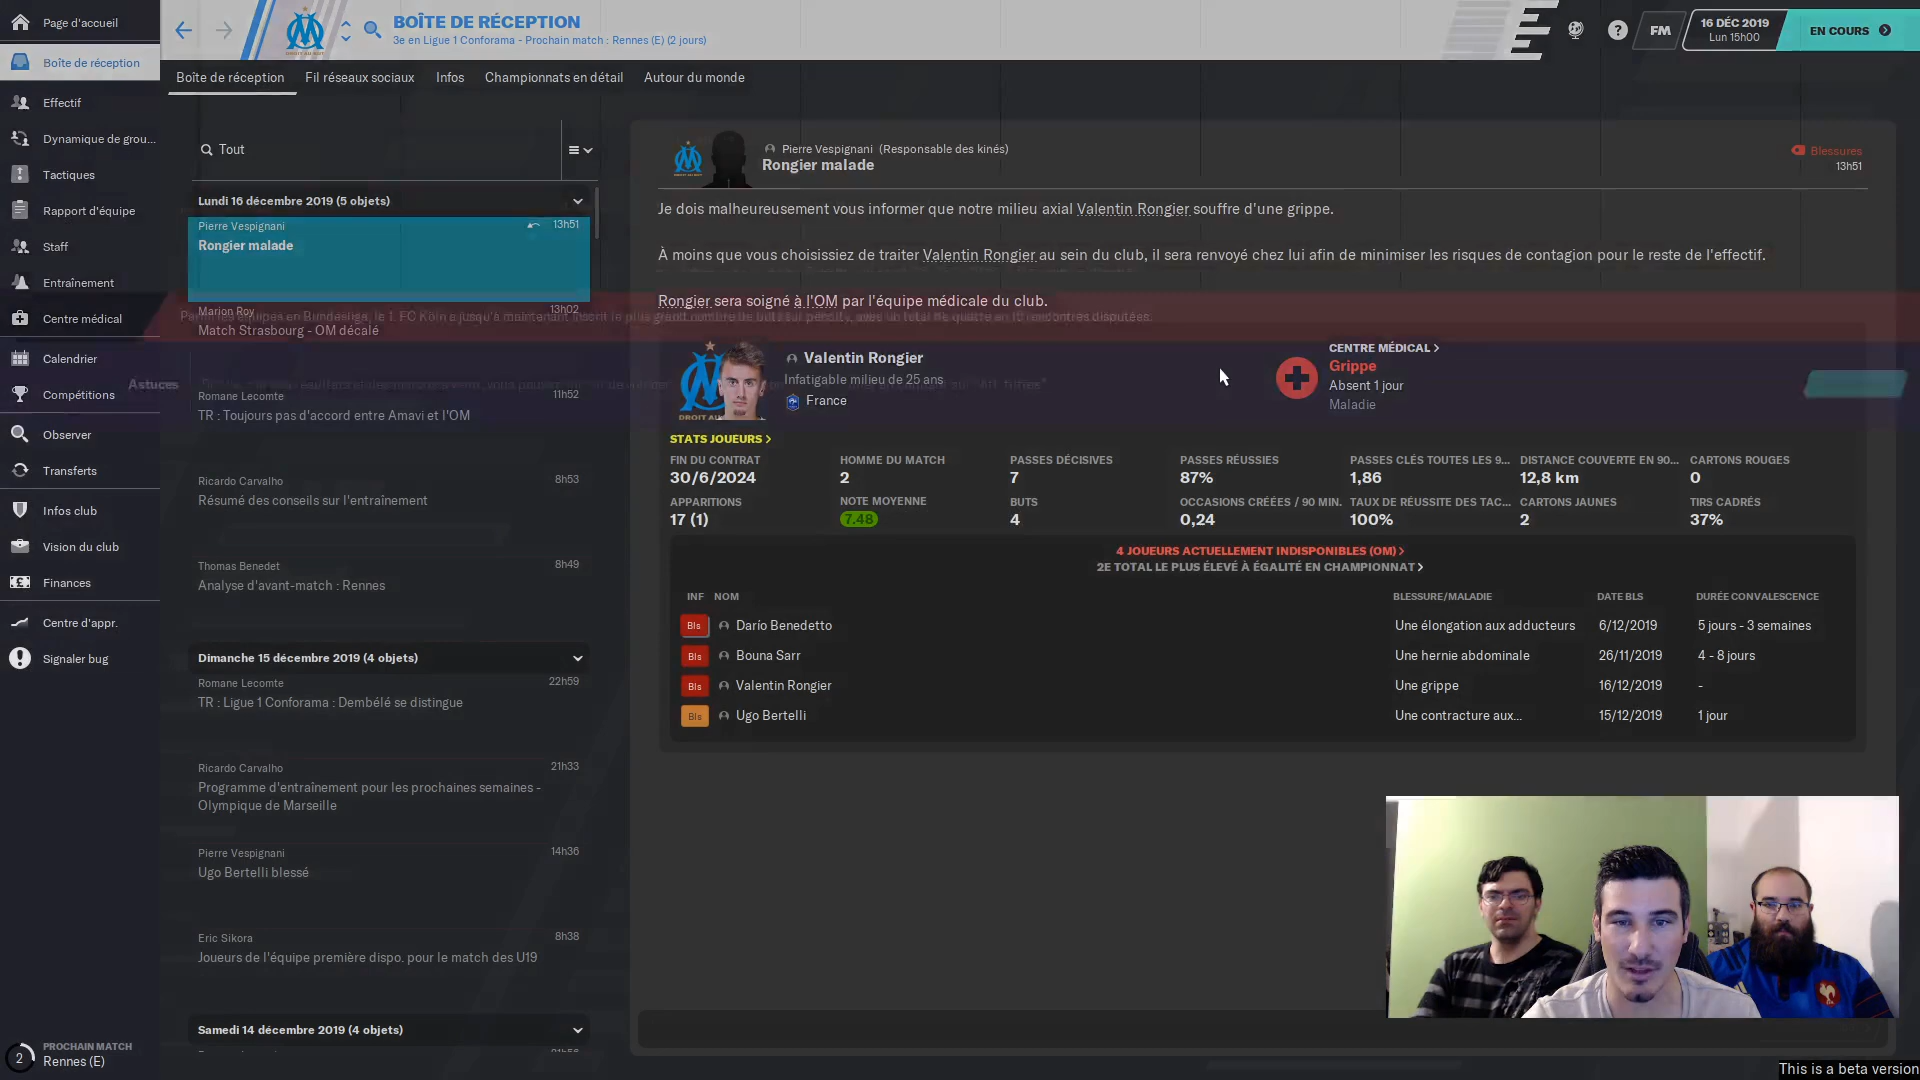 Page d'accueil
BOÎTE DE RÉCEPTION
3e en Ligue 1 Conforama - Prochain match : Rennes (E) (2 jours)
FM
16 DÉC 2019
Lun 15h00
EN COURS
Boîte de réception
Boîte de réception
Fil réseaux sociaux
Infos
Championnats en détail
Autour du monde
Effectif
Dynamique de grou...
Tactiques
Rapport d'équipe
Staff
Entraînement
Centre médical
Calendrier
Compétitions
Observer
Transferts
Infos club
Vision du club
Finances
Centre d'appr.
Signaler bug
2
PROCHAIN MATCH
Rennes (E)
Tout
Lundi 16 décembre 2019 (5 objets)
Pierre Vespignani
13h51
Rongier malade
Marion Roy
13h02
Match Strasbourg - OM décalé
Astuces
Romane Lecomte
11h52
TR : Toujours pas d'accord entre Amavi et l'OM
Ricardo Carvalho
8h53
Résumé des conseils sur l'entraînement
Thomas Benedet
8h49
Analyse d'avant-match : Rennes
Dimanche 15 décembre 2019 (4 objets)
Romane Lecomte
22h59
TR : Ligue 1 Conforama : Dembélé se distingue
Ricardo Carvalho
21h33
Programme d'entraînement pour les prochaines semaines -
Olympique de Marseille
Pierre Vespignani
14h36
Ugo Bertelli blessé
Eric Sikora
8h38
Joueurs de l'équipe première dispo. pour le match des U19
Samedi 14 décembre 2019 (4 objets)
Pierre Vespignani (Responsable des kinés)
Rongier malade
Blessures
13h51
Je dois malheureusement vous informer que notre milieu axial Valentin Rongier souffre d'une grippe.
À moins que vous choisissiez de traiter Valentin Rongier au sein du club, il sera renvoyé chez lui afin de minimiser les risques de contagion pour le reste de l'effectif.
Rongier sera soigné à l'OM par l'équipe médicale du club.
Valentin Rongier
Infatigable milieu de 25 ans
France
CENTRE MÉDICAL
Grippe
Absent 1 jour
Maladie
STATS JOUEURS
FIN DU CONTRAT
HOMME DU MATCH
PASSES DÉCISIVES
PASSES RÉUSSIES
PASSES CLÉS TOUTES LES 9...
DISTANCE COUVERTE EN 90...
CARTONS ROUGES
30/6/2024
2
7
87%
1,86
12,8 km
0
APPARITIONS
NOTE MOYENNE
BUTS
OCCASIONS CRÉÉES / 90 MIN.
TAUX DE RÉUSSITE DES TAC...
CARTONS JAUNES
TIRS CADRÉS
17 (1)
7.48
4
0,24
100%
2
37%
4 JOUEURS ACTUELLEMENT INDISPONIBLES (OM)
2E TOTAL LE PLUS ÉLEVÉ À ÉGALITÉ EN CHAMPIONNAT
INF
NOM
BLESSURE/MALADIE
DATE BLS
DURÉE CONVALESCENCE
Bls
Darío Benedetto
Une élongation aux adducteurs
6/12/2019
5 jours - 3 semaines
Bls
Bouna Sarr
Une hernie abdominale
26/11/2019
4 - 8 jours
Bls
Valentin Rongier
Une grippe
16/12/2019
-
Bls
Ugo Bertelli
Une contracture aux...
15/12/2019
1 jour
This is a beta version